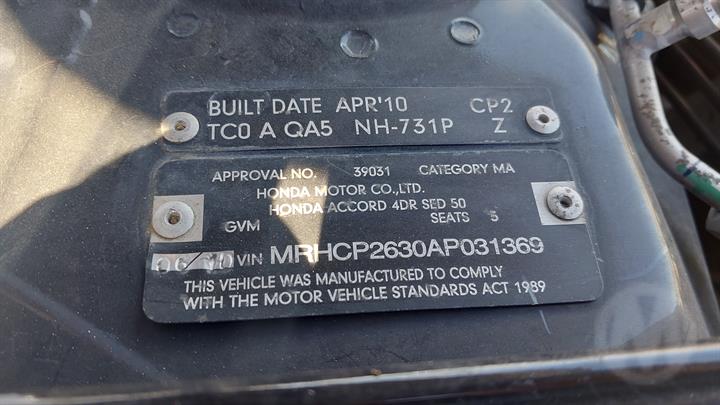 BUILT DATE APR'10 CP2
TC0 A QA5 NH-731P Z
APPROVAL NO. 39031 CATEGORY MA
HONDA MOTOR CO.,LTD.
HONDA ACCORD 4DR SED 50
GVM SEATS 5
06 10 VIN MRHCP2630AP031369
THIS VEHICLE WAS MANUFACTURED TO COMPLY
WITH THE MOTOR VEHICLE STANDARDS ACT 1989